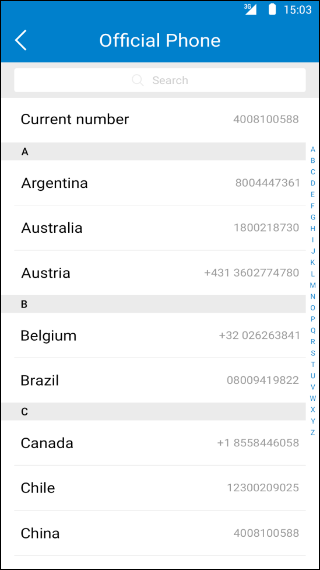 3G 15:03
Official Phone
Search
Current number 4008100588
A
Argentina 8004447361
Australia 1800218730
Austria +431 3602774780
B
Belgium +32 026263841
Brazil 08009419822
C
Canada +1 8558446058
Chile 12300209025
China 4008100588
A
B
C
D
E
F
G
H
I
J
K
L
M
N
O
P
Q
R
S
T
U
V
W
X
Y
Z